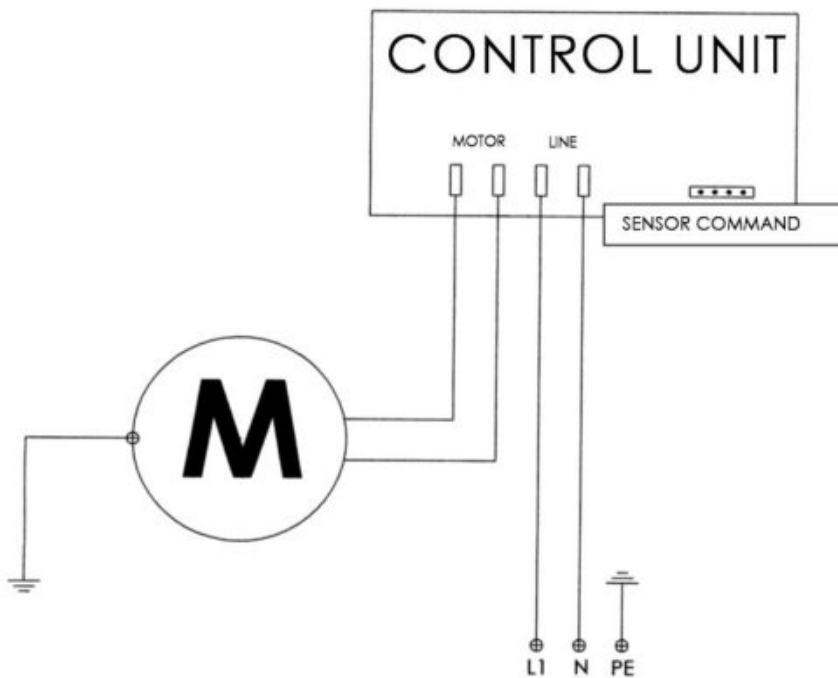 CONTROL UNIT
MOTOR LINE
SENSOR COMMAND
M
L1 N PE